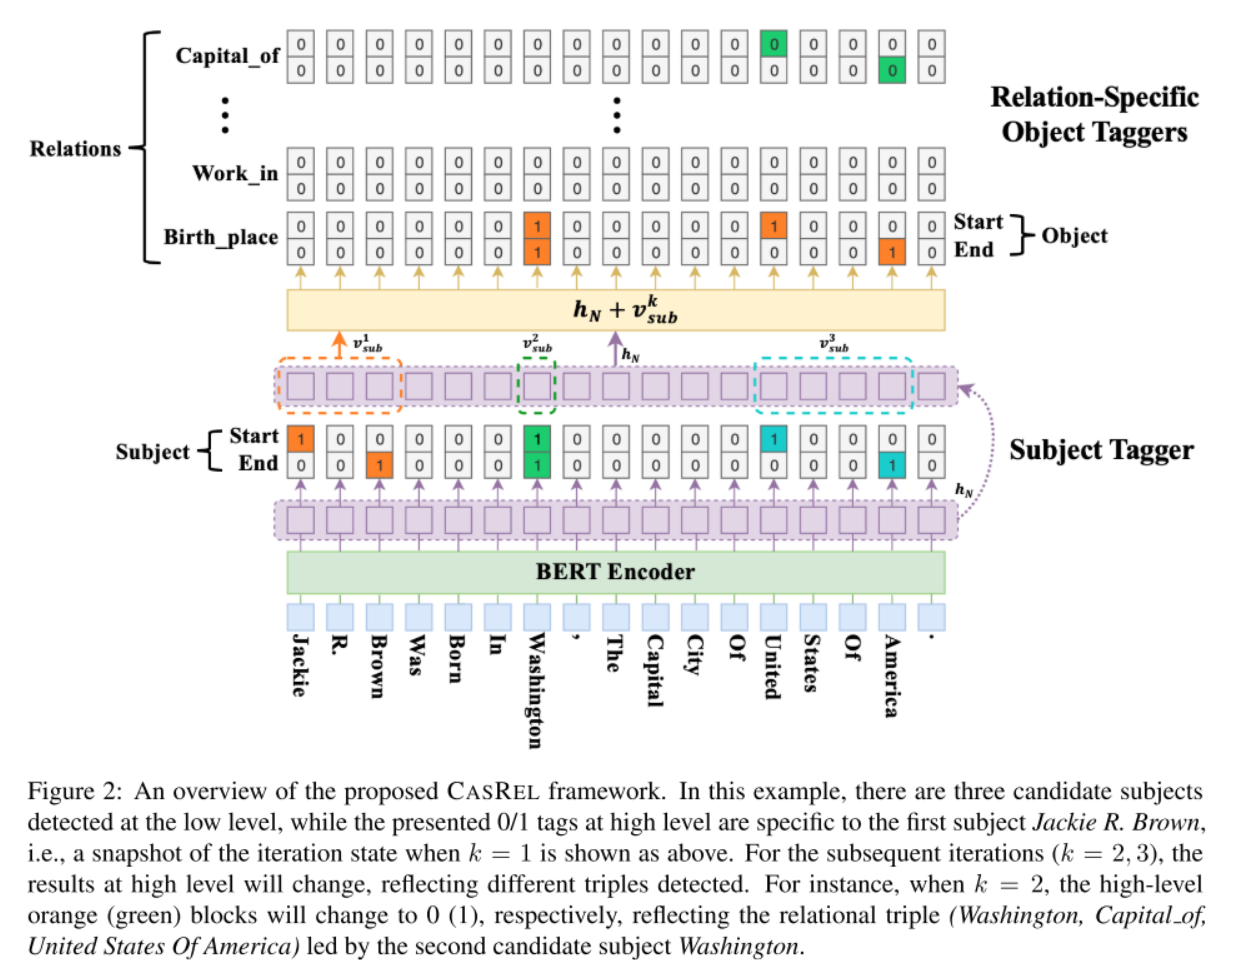 Capital_of
0 0 0 0 0 0 0 0 0 0 0 0 0 0 0 0 0
0 0 0 0 0 0 0 0 0 0 0 0 0 0 0 0 0
Relation-Specific
Object Taggers
Relations
Work_in
0 0 0 0 0 0 0 0 0 0 0 0 0 0 0 0 0
0 0 0 0 0 0 0 0 0 0 0 0 0 0 0 0 0
Birth_place
0 0 0 0 0 0 1 0 0 0 0 0 1 0 0 0 0
0 0 0 0 0 0 1 0 0 0 0 0 0 0 0 1 0
Start
End
Object
h_N + v^k_sub
v^1_sub
v^2_sub
h_N
v^3_sub
Subject
Start
1 0 0 0 0 0 1 0 0 0 0 0 1 0 0 0 0
End
0 0 1 0 0 0 1 0 0 0 0 0 0 0 0 1 0
Subject Tagger
h_N
BERT Encoder
Jackie
R.
Brown
Was
Born
In
Washington
,
The
Capital
City
Of
United
States
Of
America
.
Figure 2: An overview of the proposed CASREL framework. In this example, there are three candidate subjects
detected at the low level, while the presented 0/1 tags at high level are specific to the first subject Jackie R. Brown,
i.e., a snapshot of the iteration state when k = 1 is shown as above. For the subsequent iterations (k = 2, 3), the
results at high level will change, reflecting different triples detected. For instance, when k = 2, the high-level
orange (green) blocks will change to 0 (1), respectively, reflecting the relational triple (Washington, Capital_of,
United States Of America) led by the second candidate subject Washington.